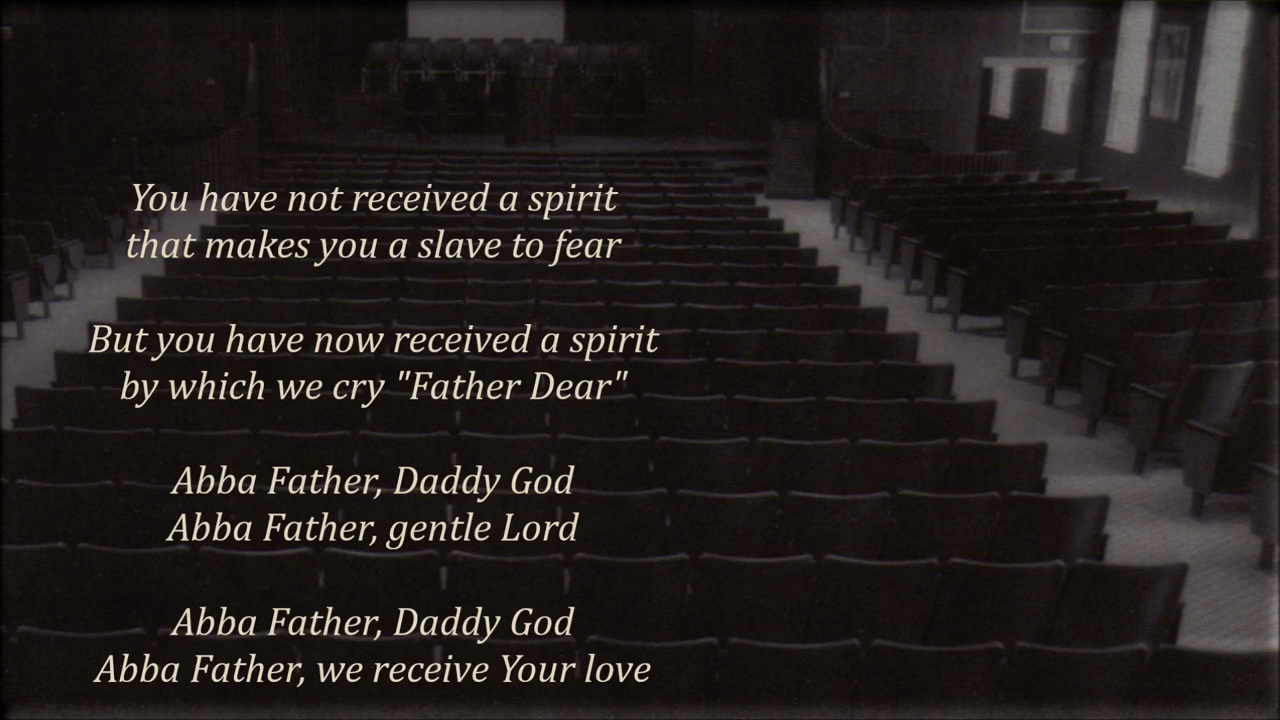 You have not received a spirit
that makes you a slave to fear
But you have now received a spirit
by which we cry "Father Dear"
Abba Father, Daddy God
Abba Father, gentle Lord
Abba Father, Daddy God
Abba Father, we receive Your love